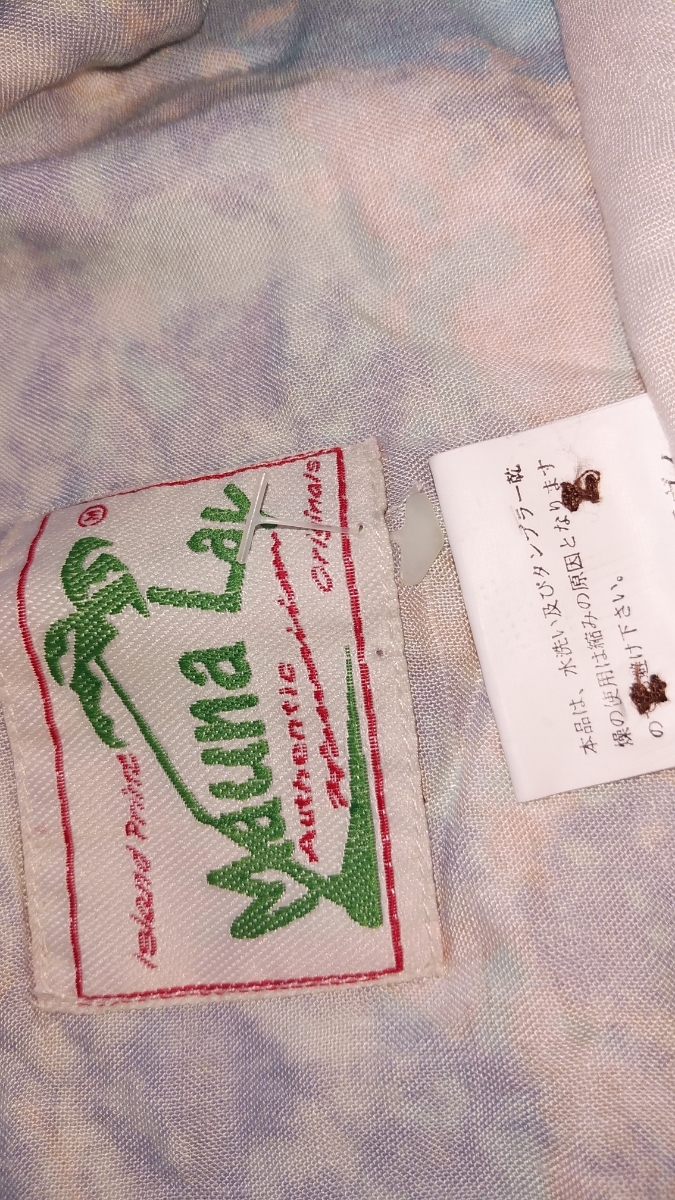 Island
Mauna Lav
Authentic
Originals
本品は、水洗い及びタンブラー乾
燥の使用は縮みの原因となります
の 避け下さい。